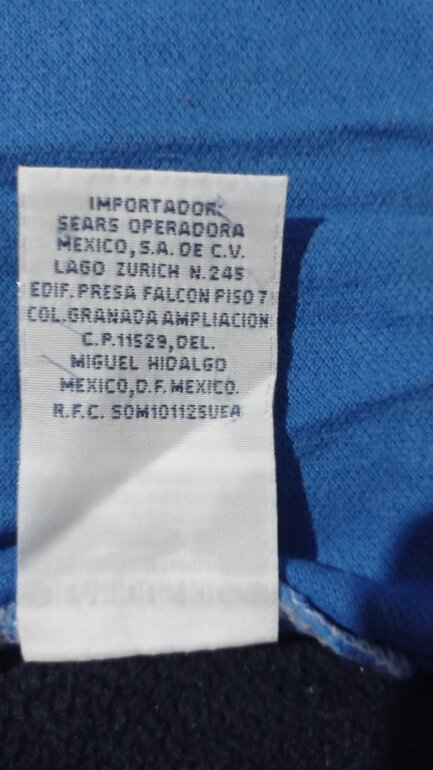 IMPORTADOR:
SEARS OPERADORA
MEXICO, S.A. DE C.V.
LAGO ZURICH N.245
EDIF. PRESA FALCON PISO 7
COL. GRANADA AMPLIACION
C.P.11529, DEL.
MIGUEL HIDALGO
MEXICO, D.F. MEXICO.
R.F.C. SOM101125UEA